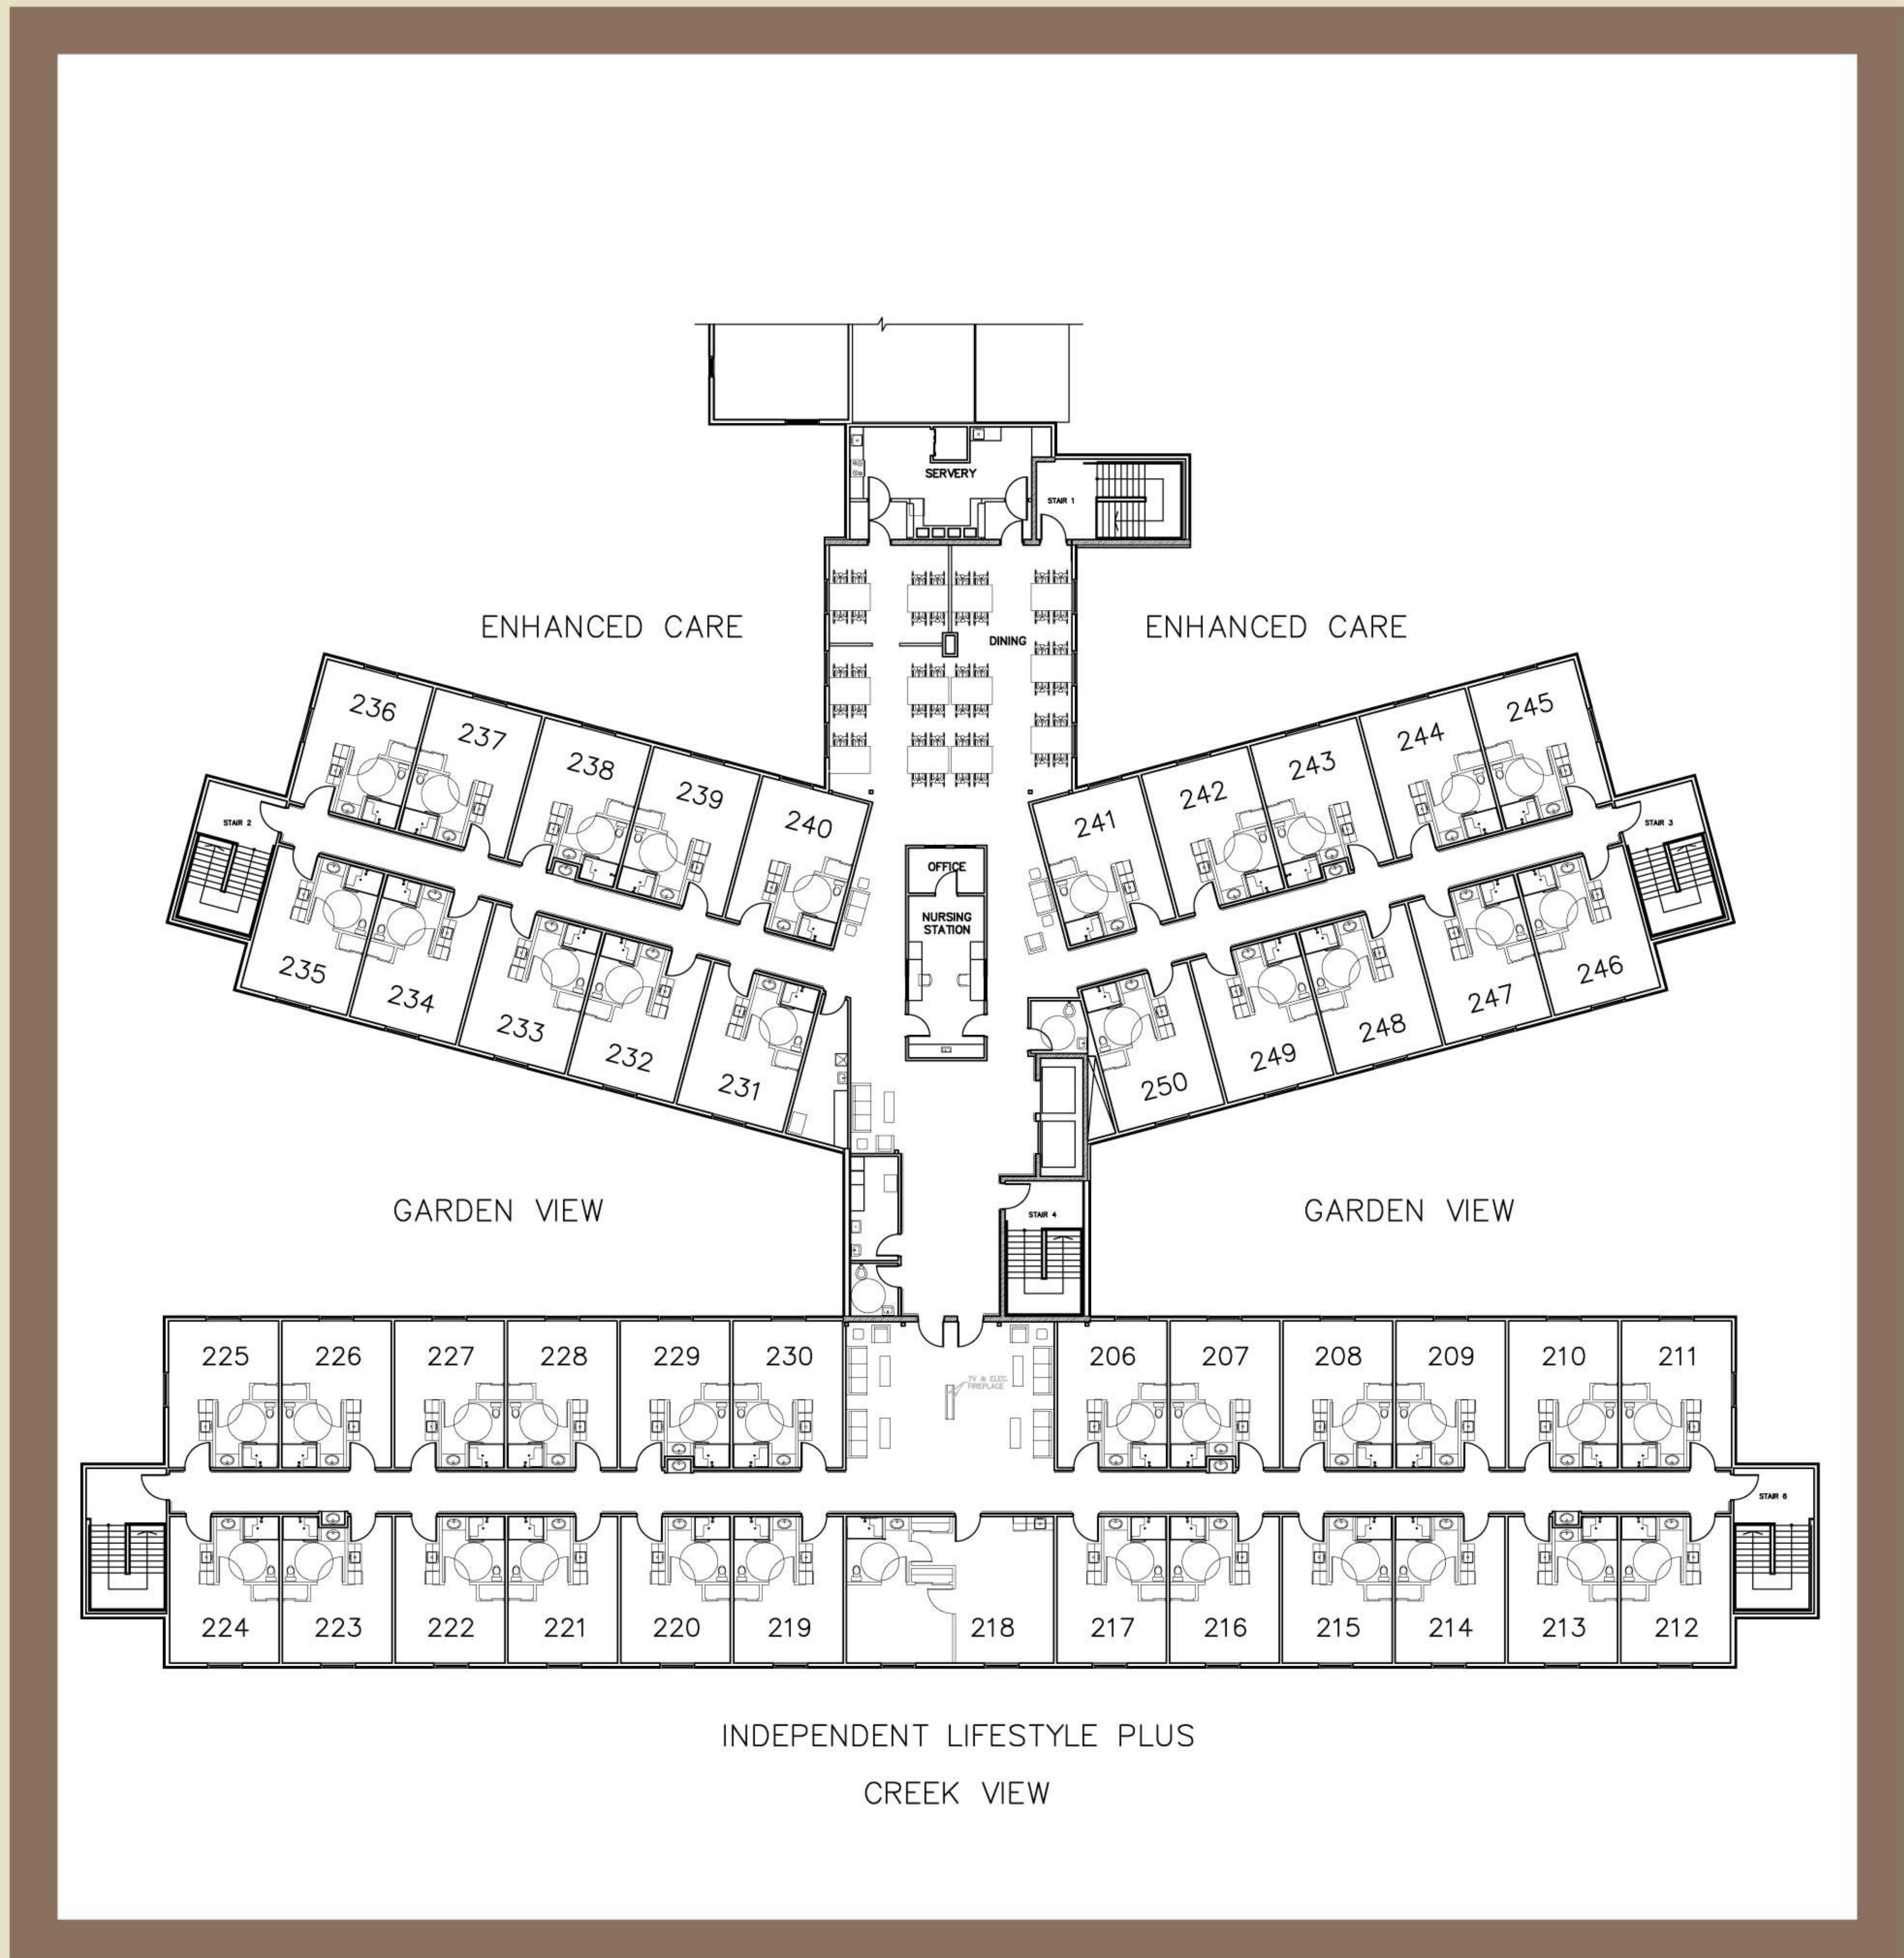 SERVERY
STAIR 1
ENHANCED CARE
ENHANCED CARE
DINING
236
237
238
239
240
241
242
243
244
245
STAIR 2
STAIR 3
OFFICE
NURSING
STATION
235
234
233
232
231
250
249
248
247
246
GARDEN VIEW
GARDEN VIEW
STAIR 4
225
226
227
228
229
230
TV & ELEC.
FIREPLACE
206
207
208
209
210
211
STAIR 6
224
223
222
221
220
219
218
217
216
215
214
213
212
INDEPENDENT LIFESTYLE PLUS
CREEK VIEW